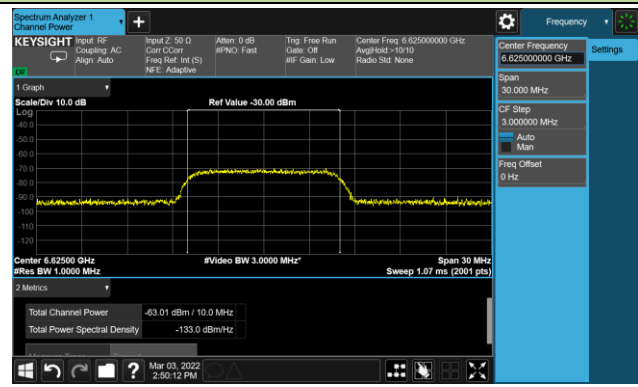 Spectrum Analyzer 1
Channel Power
Frequency
KEYSIGHT
Input: RF
Coupling: AC
Align: Auto
Input Z: 50 Ω
Corr CCorr
Freq Ref: Int (S)
NFE: Adaptive
Atten: 0 dB
#PNO: Fast
Trig: Free Run
Gate: Off
#IF Gain: Low
Center Freq: 6.625000000 GHz
Avg|Hold:>10/10
Radio Std: None
Center Frequency
6.625000000 GHz
Settings
Span
30.000 MHz
CF Step
3.000000 MHz
Auto
Man
Freq Offset
0 Hz
1 Graph
Scale/Div 10.0 dB
Ref Value -30.00 dBm
Log
-40.0
-50.0
-60.0
-70.0
-80.0
-90.0
-100
-110
-120
Center 6.62500 GHz
#Video BW 3.0000 MHz*
Span 30 MHz
#Res BW 1.0000 MHz
Sweep 1.07 ms (2001 pts)
2 Metrics
Total Channel Power
-63.01 dBm / 10.0 MHz
Total Power Spectral Density
-133.0 dBm/Hz
Mar 03, 2022
2:50:12 PM